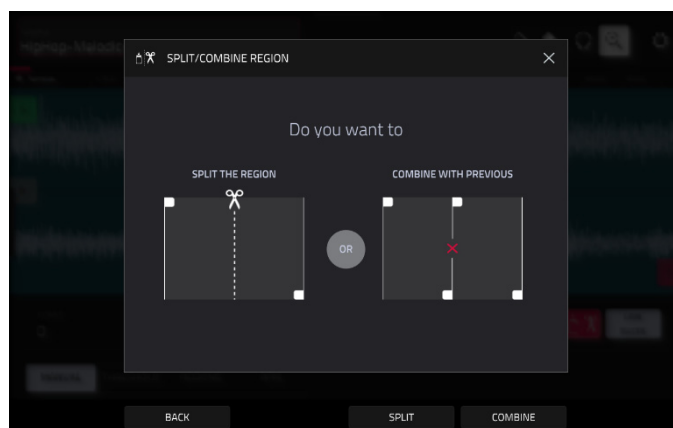 SPLIT/COMBINE REGION
Do you want to
SPLIT THE REGION
COMBINE WITH PREVIOUS
OR
BACK
SPLIT
COMBINE